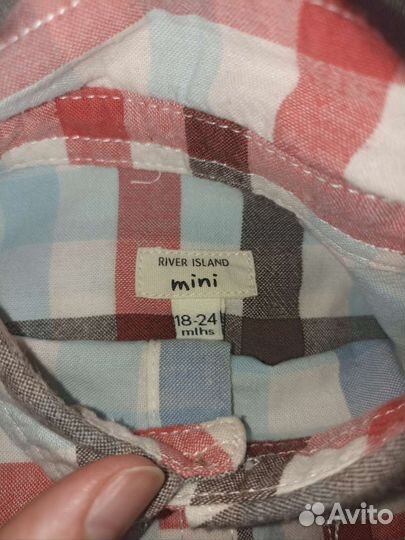 RIVER ISLAND
mini
18-24
mths
Avito